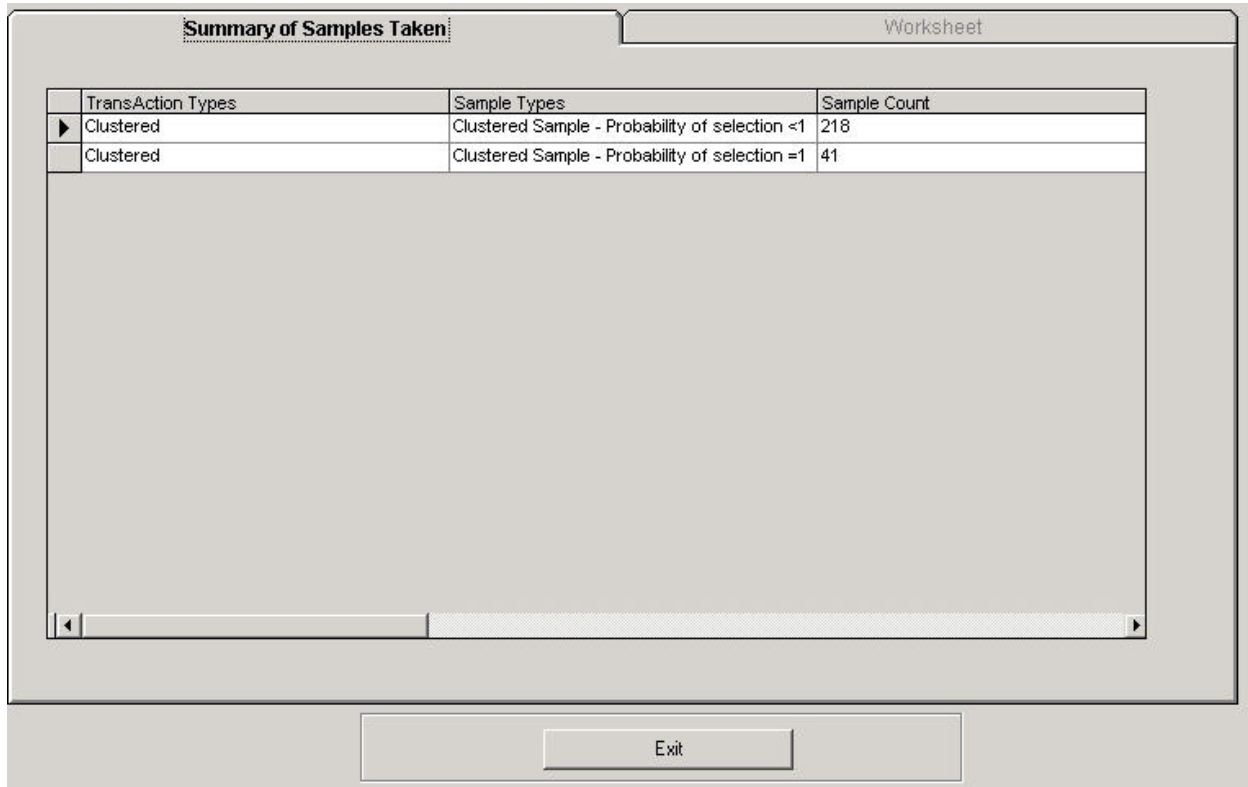 Summary of Samples Taken Worksheet
TransAction Types Sample Types Sample Count
Clustered Clustered Sample - Probability of selection <1 218
Clustered Clustered Sample - Probability of selection =1 41
Exit